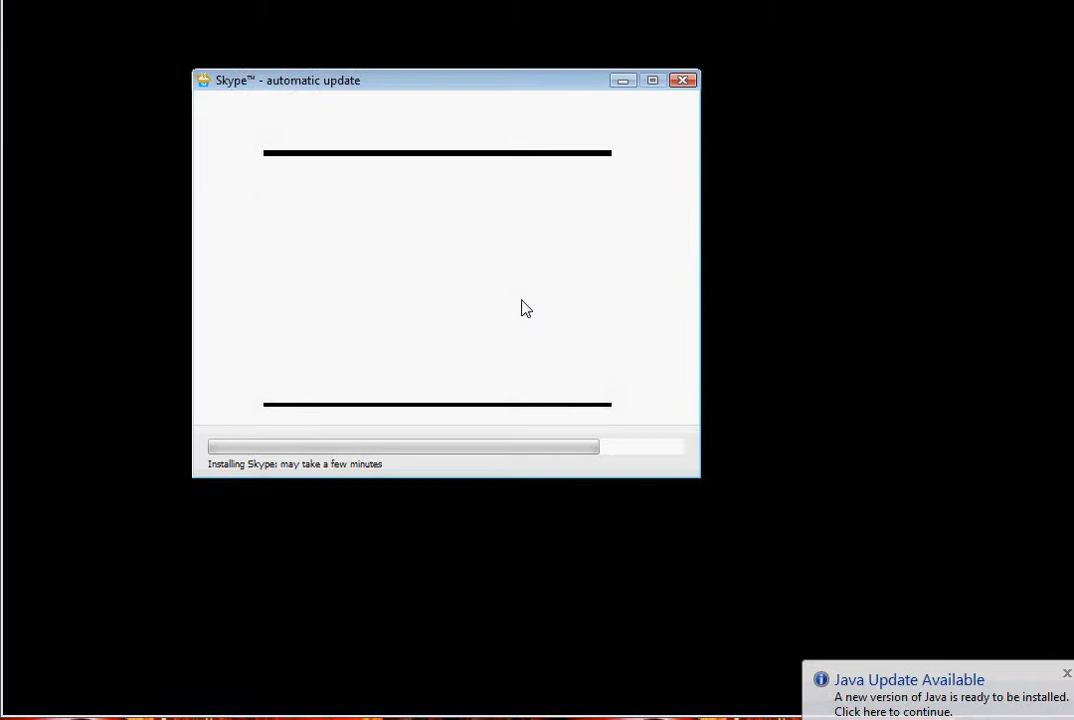 Skype™ - automatic update
Installing Skype: may take a few minutes
Java Update Available
A new version of Java is ready to be installed.
Click here to continue.